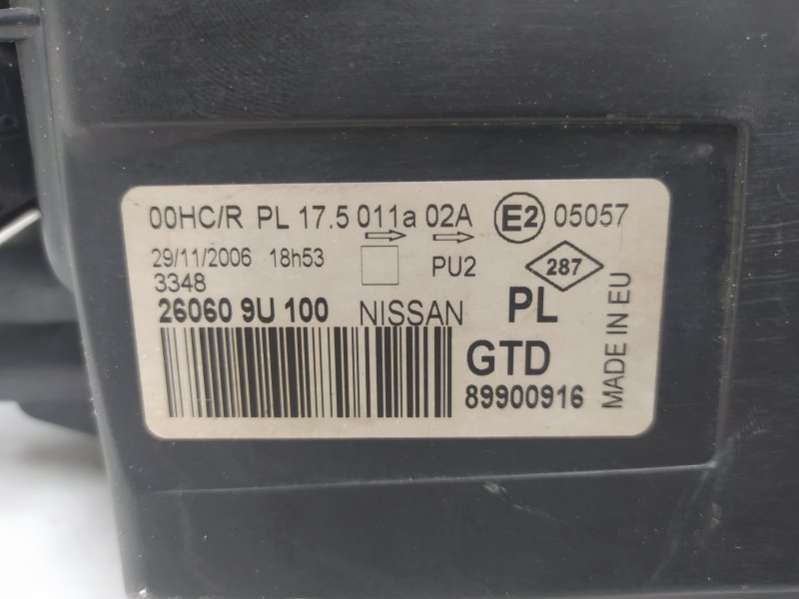 00HC/R PL 17.5 011a 02A E2 05057
29/11/2006 18h53 PU2 287
3348
26060 9U 100 NISSAN PL
GTD
89900916
MADE IN EU